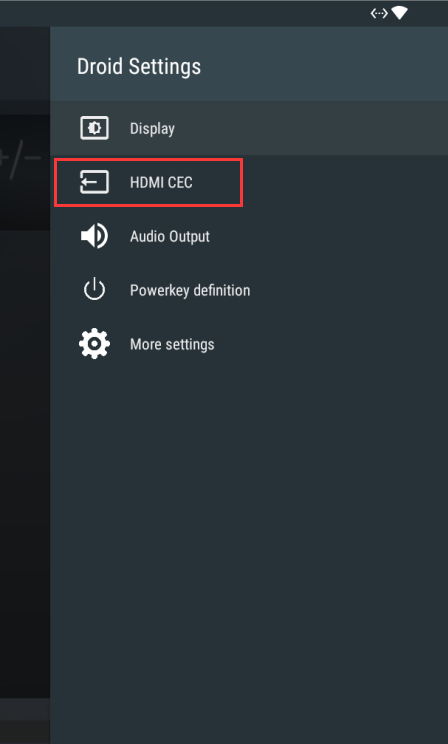 +/−
Droid Settings
Display
HDMI CEC
Audio Output
Powerkey definition
More settings